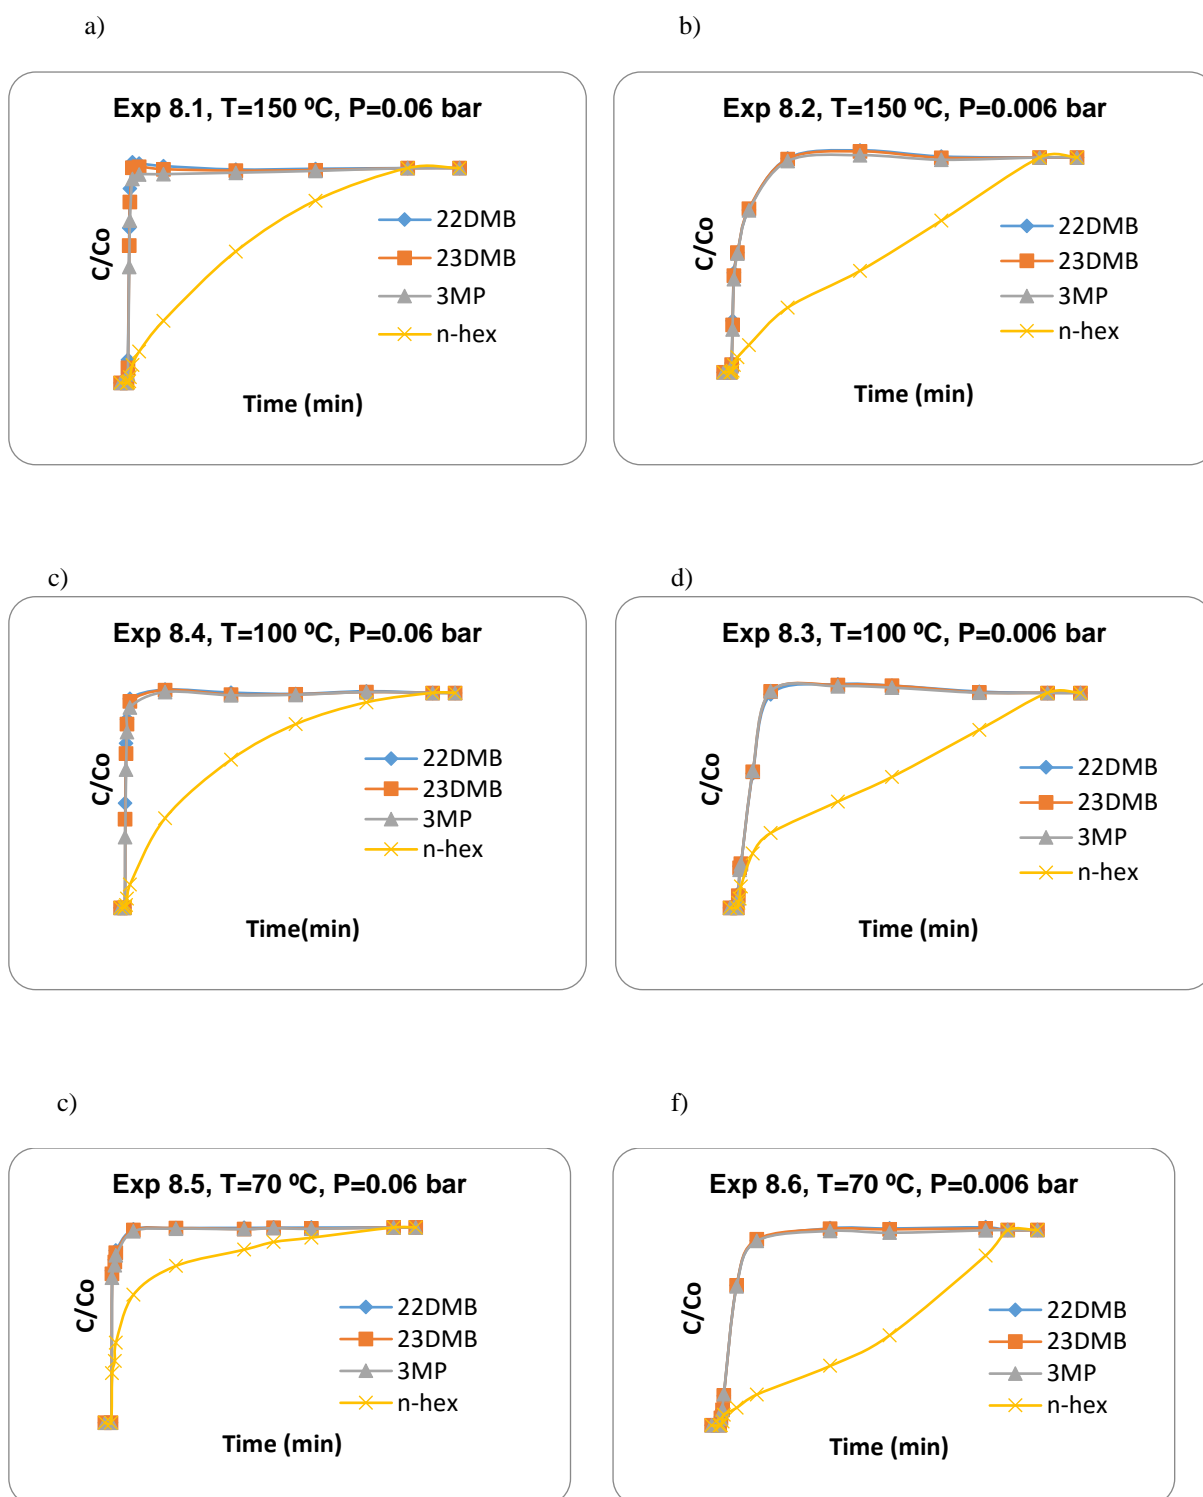 a)
b)
Exp 8.1, T=150 ºC, P=0.06 bar
C/Co
22DMB
23DMB
3MP
n-hex
Time (min)
Exp 8.2, T=150 ºC, P=0.006 bar
C/Co
22DMB
23DMB
3MP
n-hex
Time (min)
c)
d)
Exp 8.4, T=100 ºC, P=0.06 bar
C/Co
22DMB
23DMB
3MP
n-hex
Time(min)
Exp 8.3, T=100 ºC, P=0.006 bar
C/Co
22DMB
23DMB
3MP
n-hex
Time (min)
c)
f)
Exp 8.5, T=70 ºC, P=0.06 bar
C/Co
22DMB
23DMB
3MP
n-hex
Time (min)
Exp 8.6, T=70 ºC, P=0.006 bar
C/Co
22DMB
23DMB
3MP
n-hex
Time (min)